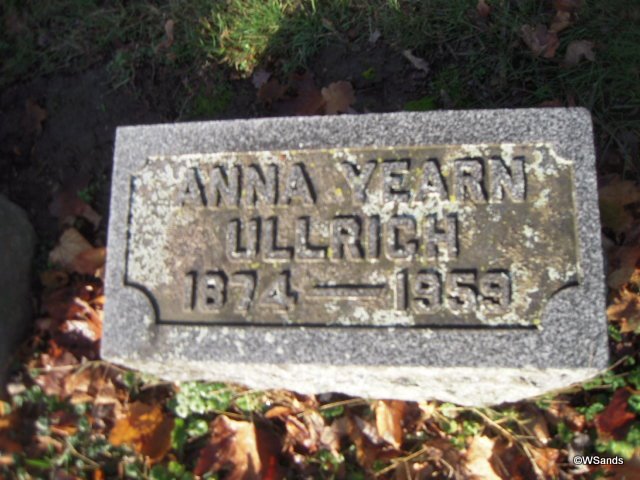 ANNA YEARN
ULLRICH
1874 — 1959
©WSands